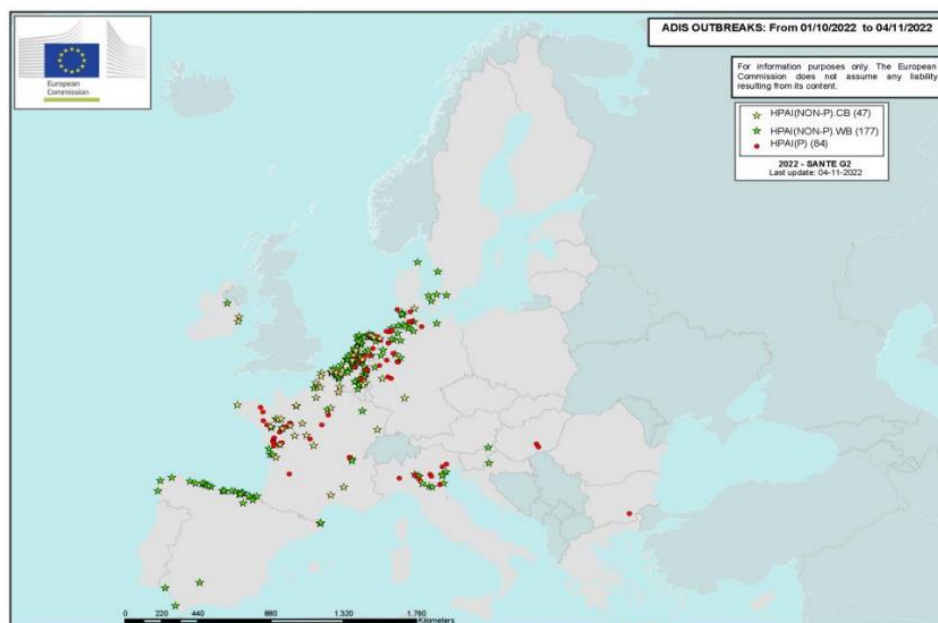 European
Commission
ADIS OUTBREAKS: From 01/10/2022 to 04/11/2022
For information purposes only. The European
Commission does not assume any liability
resulting from its content.
HPAI(NON-P).CB (47)
HPAI(NON-P).WB (177)
HPAI(P) (84)
2022 - SANTE G2
Last update: 04-11-2022
0 220 440 880 1.320 1.760
Kilometers